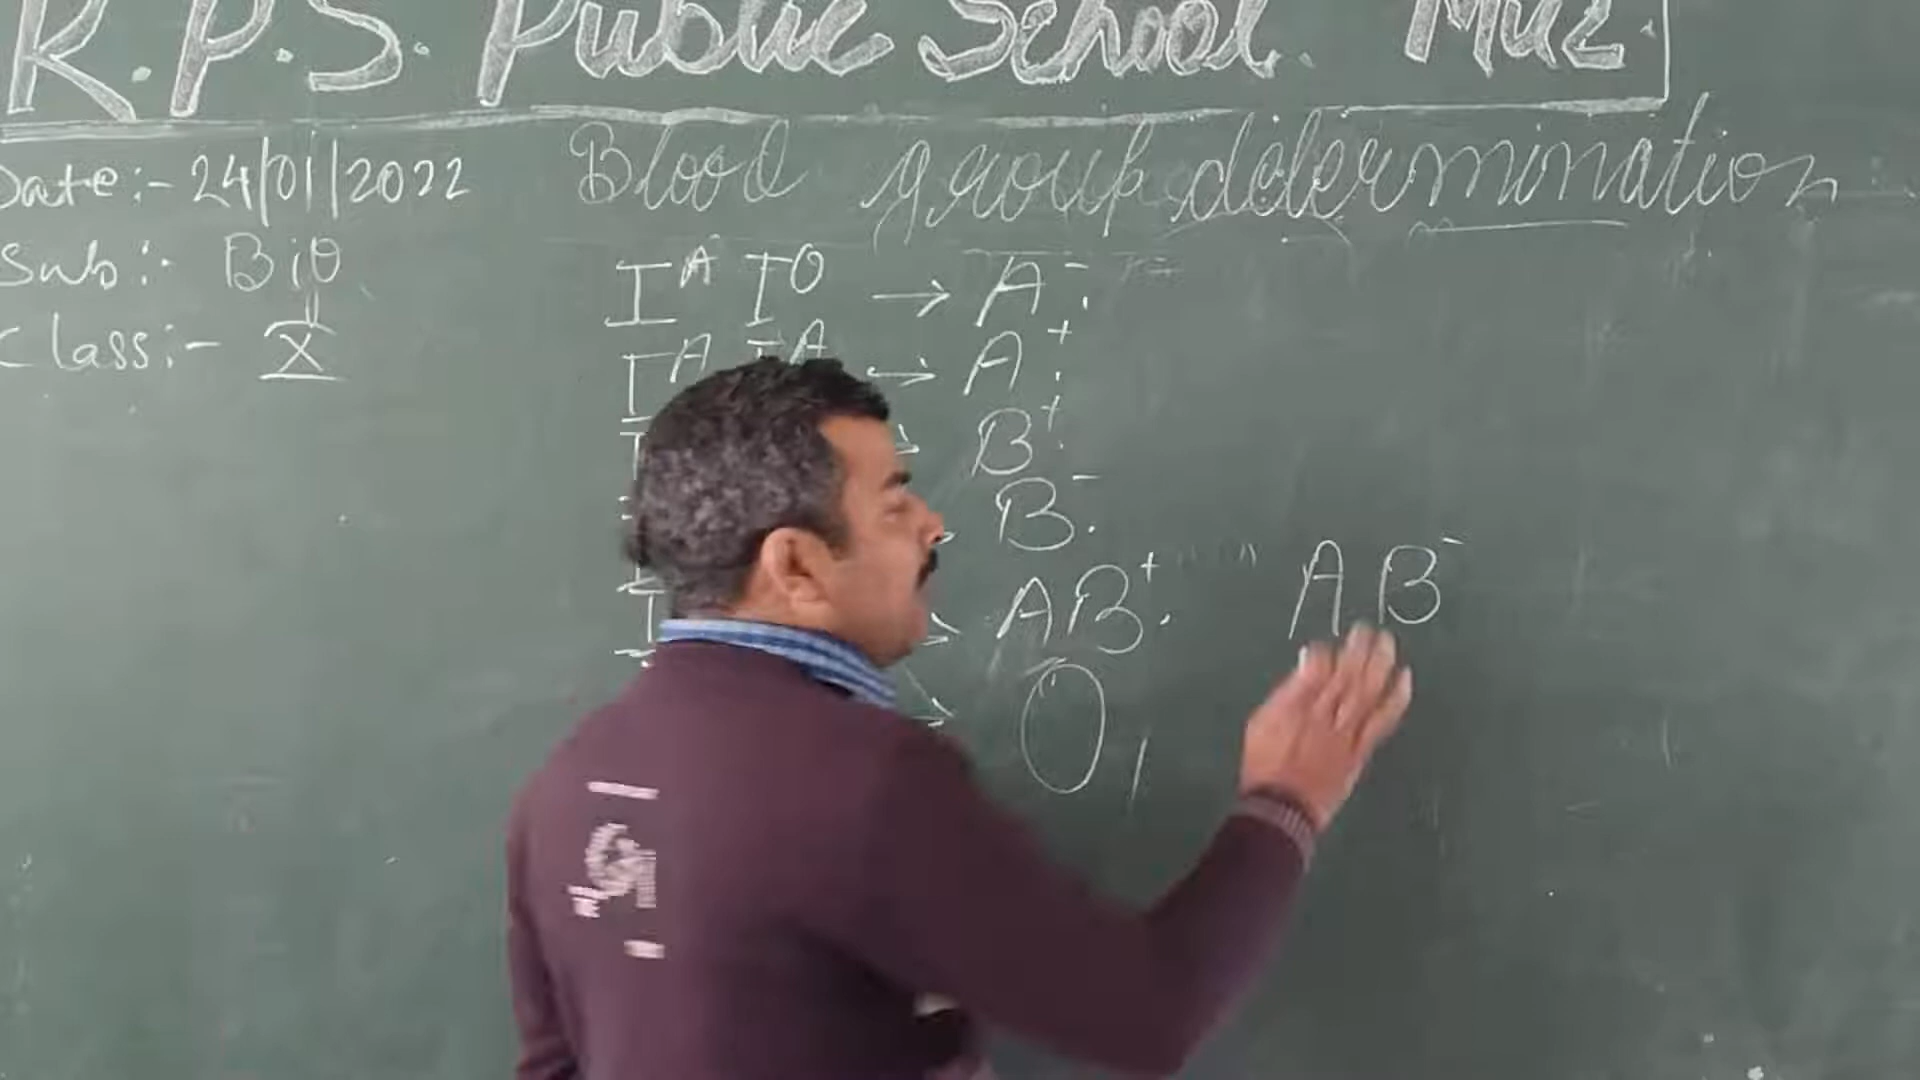 R.P.S. Public School. Muz.
Date:- 24/01/2022
Blood group determination
Sub:- Bio
Class:- X
I^A I^O → A⁻.
I^A I^A → A⁺.
B⁺.
B⁻.
AB⁺. AB⁻
O,